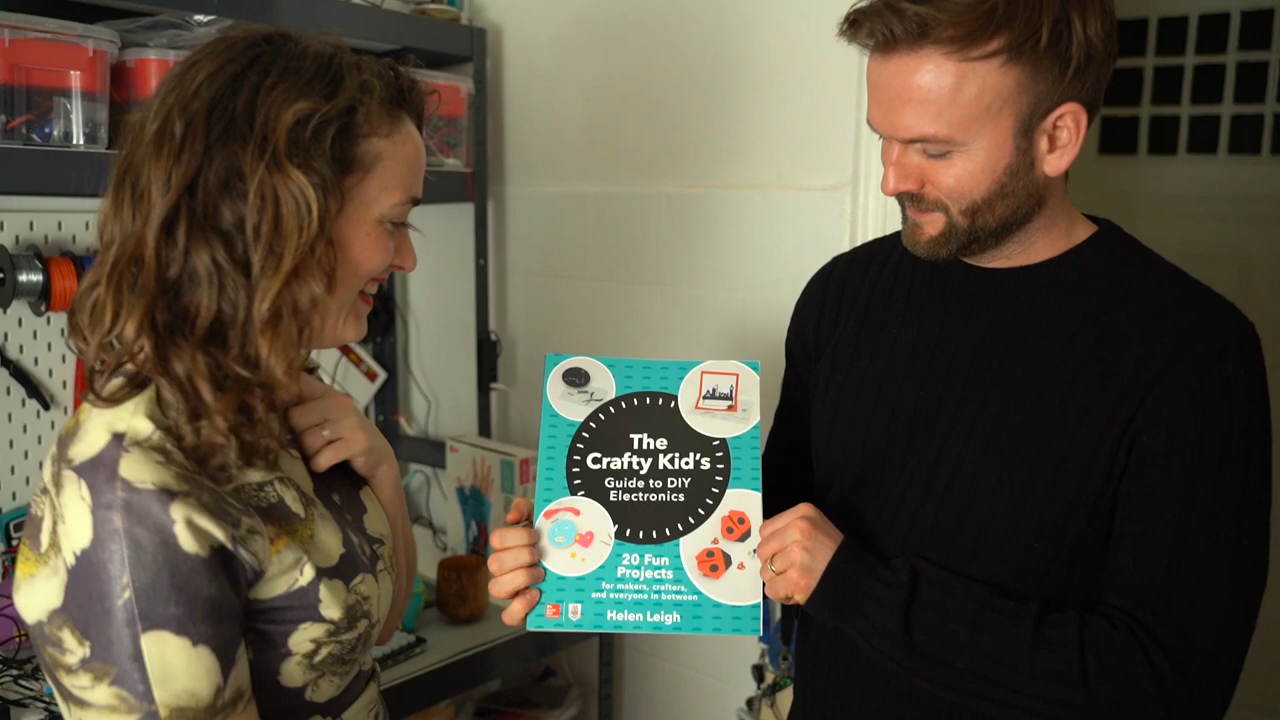 The
Crafty Kid's
Guide to DIY
Electronics
20 Fun
Projects
for makers, crafters,
and everyone in between
Helen Leigh